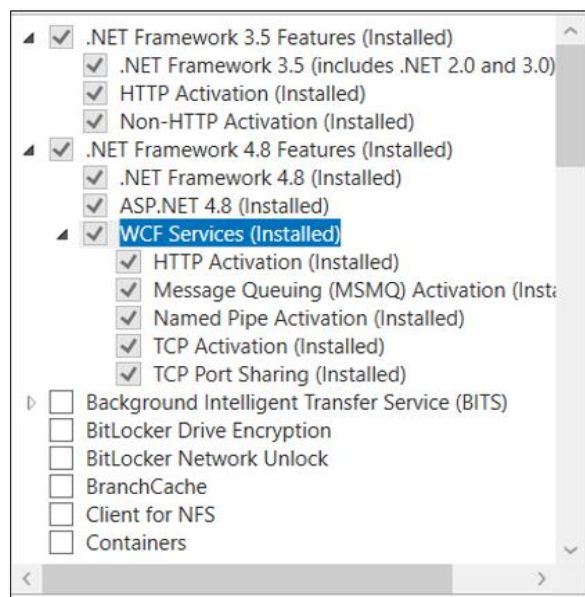 .NET Framework 3.5 Features (Installed)
.NET Framework 3.5 (includes .NET 2.0 and 3.0)
HTTP Activation (Installed)
Non-HTTP Activation (Installed)
.NET Framework 4.8 Features (Installed)
.NET Framework 4.8 (Installed)
ASP.NET 4.8 (Installed)
WCF Services (Installed)
HTTP Activation (Installed)
Message Queuing (MSMQ) Activation (Insta
Named Pipe Activation (Installed)
TCP Activation (Installed)
TCP Port Sharing (Installed)
Background Intelligent Transfer Service (BITS)
BitLocker Drive Encryption
BitLocker Network Unlock
BranchCache
Client for NFS
Containers